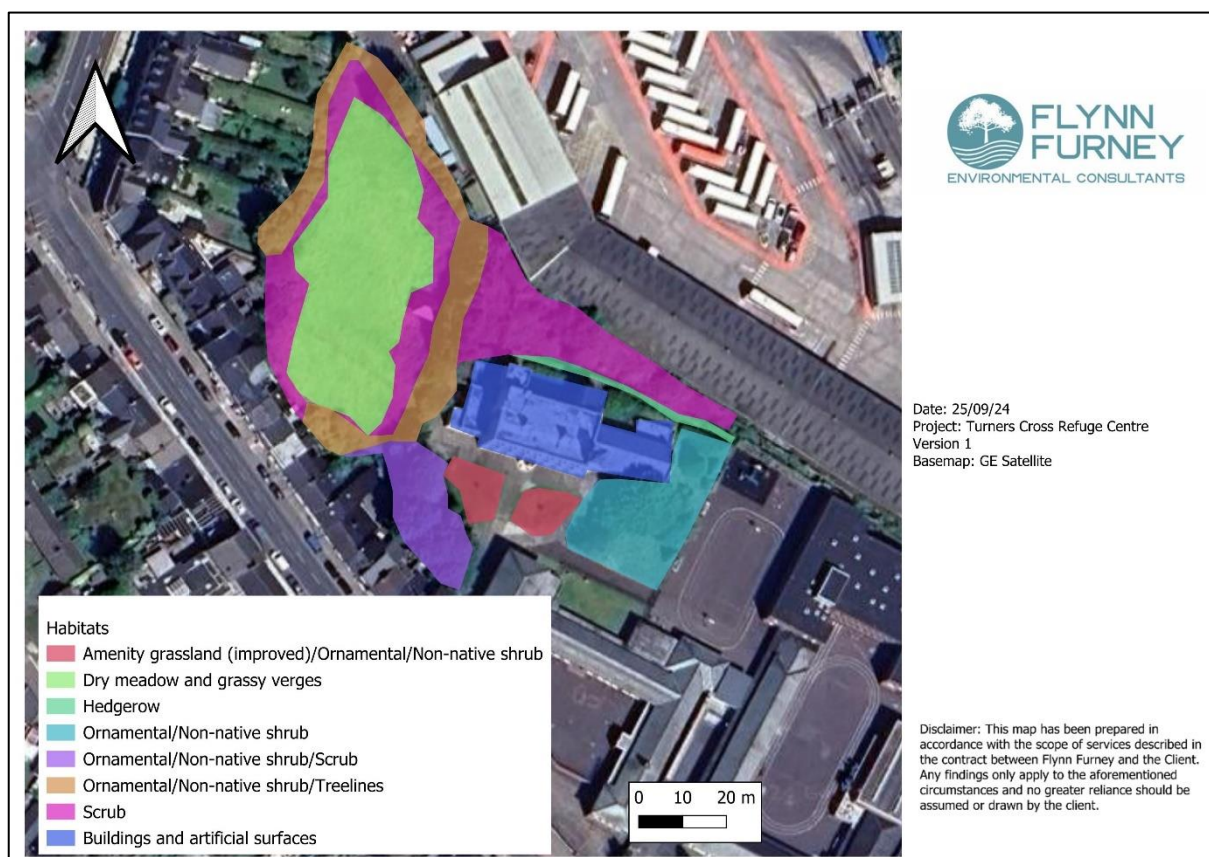 FLYNN
FURNEY
ENVIRONMENTAL CONSULTANTS
Date: 25/09/24
Project: Turners Cross Refuge Centre
Version 1
Basemap: GE Satellite
Habitats
Amenity grassland (improved)/Ornamental/Non-native shrub
Dry meadow and grassy verges
Hedgerow
Ornamental/Non-native shrub
Ornamental/Non-native shrub/Scrub
Ornamental/Non-native shrub/Treelines
Scrub
Buildings and artificial surfaces
0 10 20 m
Disclaimer: This map has been prepared in
accordance with the scope of services described in
the contract between Flynn Furney and the Client.
Any findings only apply to the aforementioned
circumstances and no greater reliance should be
assumed or drawn by the client.